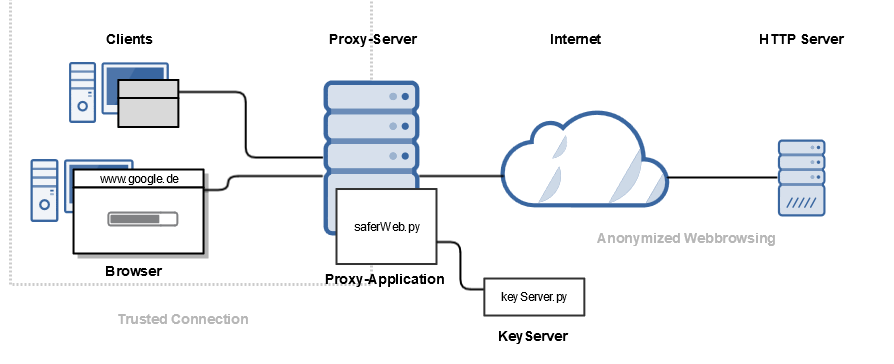 Clients
Proxy-Server
Internet
HTTP Server
www.google.de
saferWeb.py
Anonymized Webbrowsing
Browser
Proxy-Application
keyServer.py
Trusted Connection
KeyServer